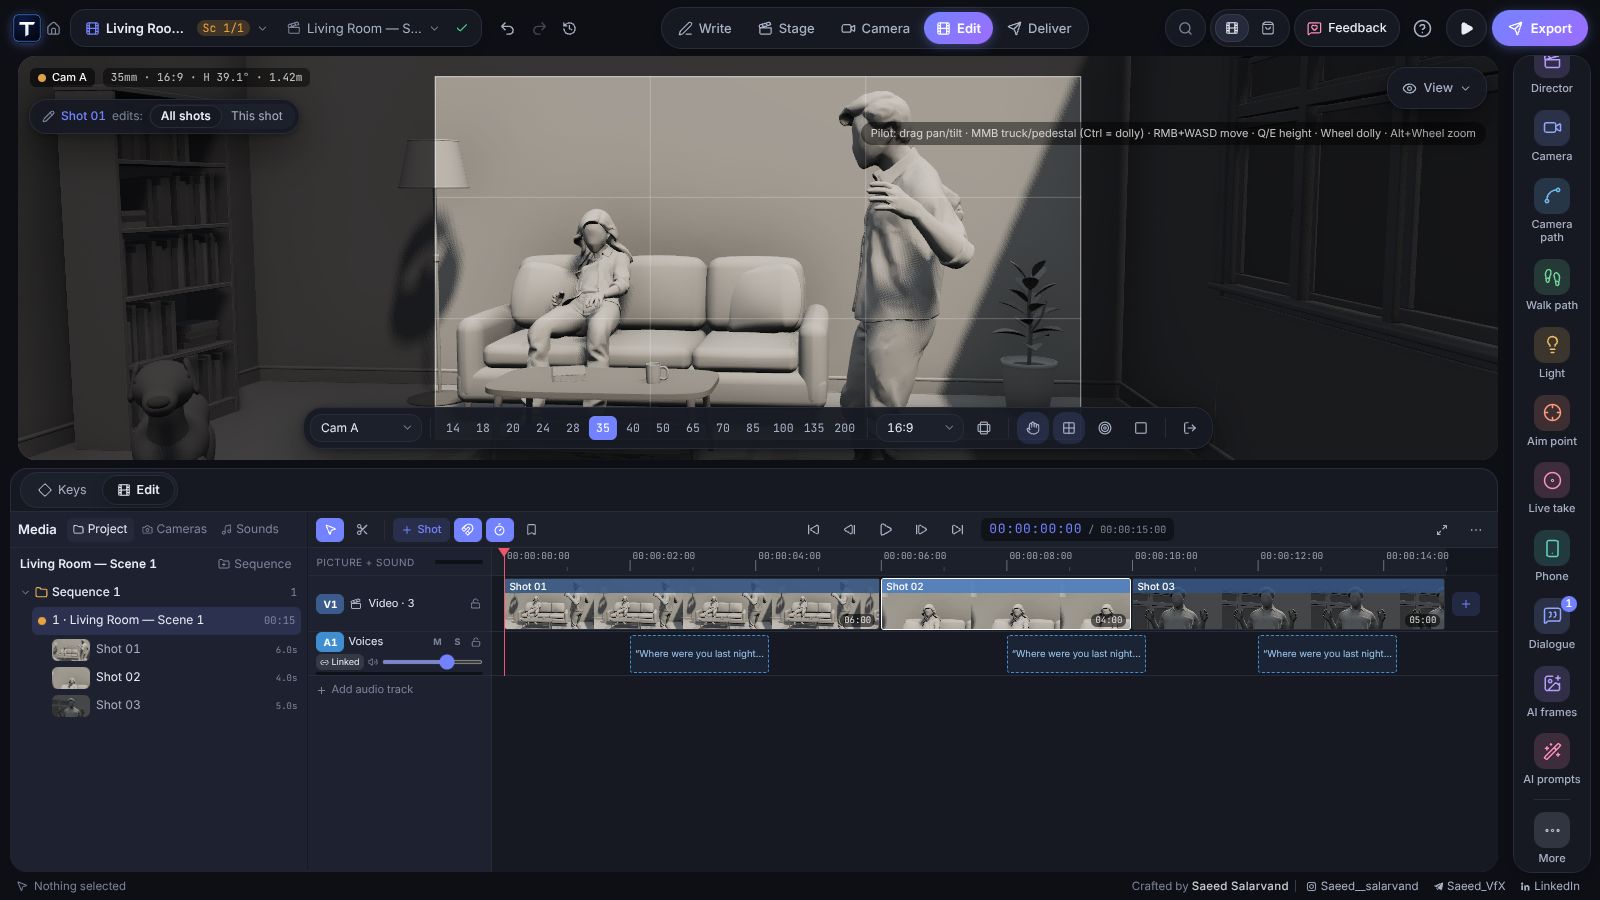 T
Living Roo... Sc 1/1 Living Room — S...
Write Stage Camera Edit Deliver
Feedback Export
Cam A 35mm · 16:9 · H 39.1° · 1.42m
View
Shot 01 edits: All shots This shot
Pilot: drag pan/tilt · MMB truck/pedestal (Ctrl = dolly) · RMB+WASD move · Q/E height · Wheel dolly · Alt+Wheel zoom
Cam A 14 18 20 24 28 35 40 50 65 70 85 100 135 200 16:9
Director
Camera
Camera
path
Walk path
Light
Aim point
Live take
Phone
1
Dialogue
AI frames
AI prompts
More
Keys Edit
Media Project Cameras Sounds
+ Shot
00:00:00:00 / 00:00:15:00
Living Room — Scene 1 Sequence
Sequence 1 1
1 · Living Room — Scene 1 00:15
Shot 01 6.0s
Shot 02 4.0s
Shot 03 5.0s
PICTURE + SOUND
00:00:00:00 00:00:02:00 00:00:04:00 00:00:06:00 00:00:08:00 00:00:10:00 00:00:12:00 00:00:14:00
V1 Video · 3
Shot 01 06:00
Shot 02 04:00
Shot 03 05:00
+
A1 Voices M S
Linked
"Where were you last night... "Where were you last night... "Where were you last night...
+ Add audio track
Nothing selected
Crafted by Saeed Salarvand Saeed__salarvand Saeed_VfX LinkedIn